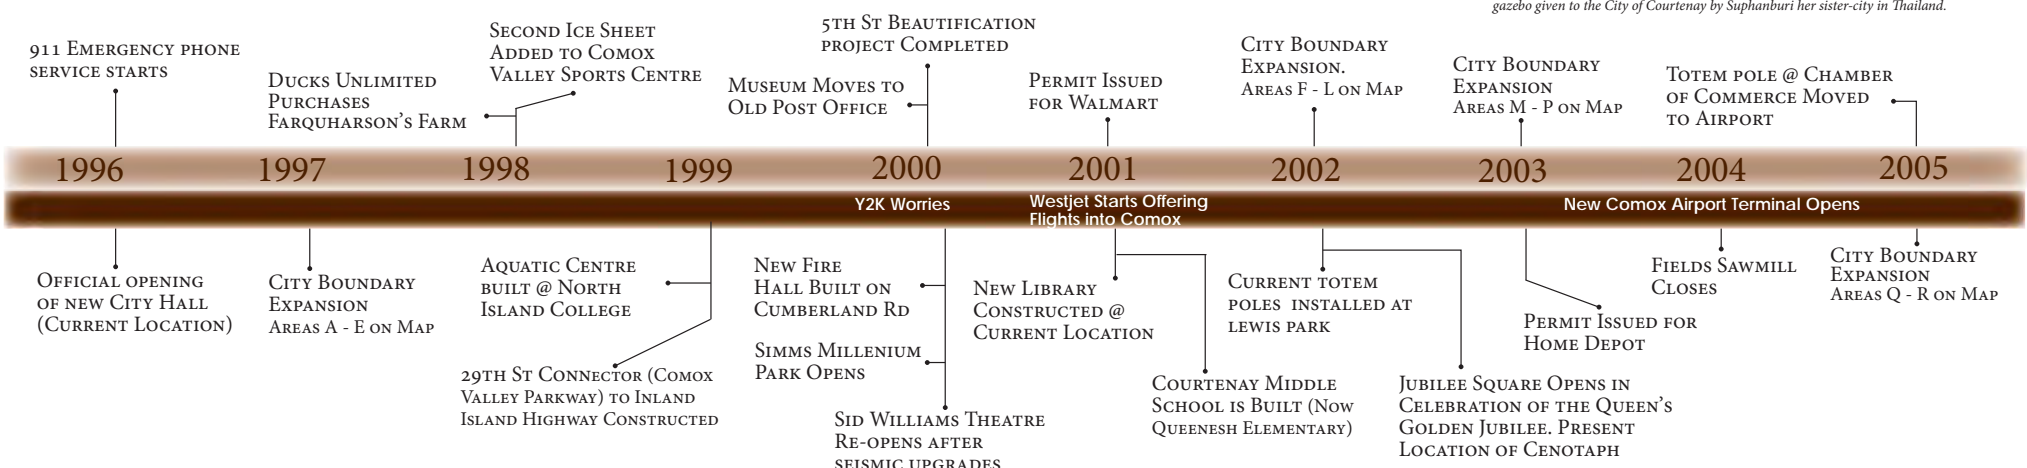 gazebo given to the City of Courtenay by Suphanburi her sister-city in Thailand.
911 Emergency phone
service starts
Ducks Unlimited
Purchases
Farquharson's Farm
Second Ice Sheet
Added to Comox
Valley Sports Centre
Museum Moves to
Old Post Office
5th St Beautification
project Completed
Permit Issued
for Walmart
City Boundary
Expansion.
Areas F - L on Map
City Boundary
Expansion
Areas M - P on Map
Totem pole @ Chamber
of Commerce Moved
to Airport
1996
1997
1998
1999
2000
2001
2002
2003
2004
2005
Y2K Worries
Westjet Starts Offering
Flights into Comox
New Comox Airport Terminal Opens
Official opening
of new City Hall
(Current Location)
City Boundary
Expansion
Areas A - E on Map
Aquatic Centre
built @ North
Island College
29th St Connector (Comox
Valley Parkway) to Inland
Island Highway Constructed
New Fire
Hall Built on
Cumberland Rd
Simms Millenium
Park Opens
Sid Williams Theatre
Re-opens after
seismic upgrades
New Library
Constructed @
Current Location
Courtenay Middle
School is Built (Now
Queenesh Elementary)
Current totem
poles installed at
lewis park
Jubilee Square Opens in
Celebration of the Queen's
Golden Jubilee. Present
Location of Cenotaph
Permit Issued for
Home Depot
Fields Sawmill
Closes
City Boundary
Expansion
Areas Q - R on Map